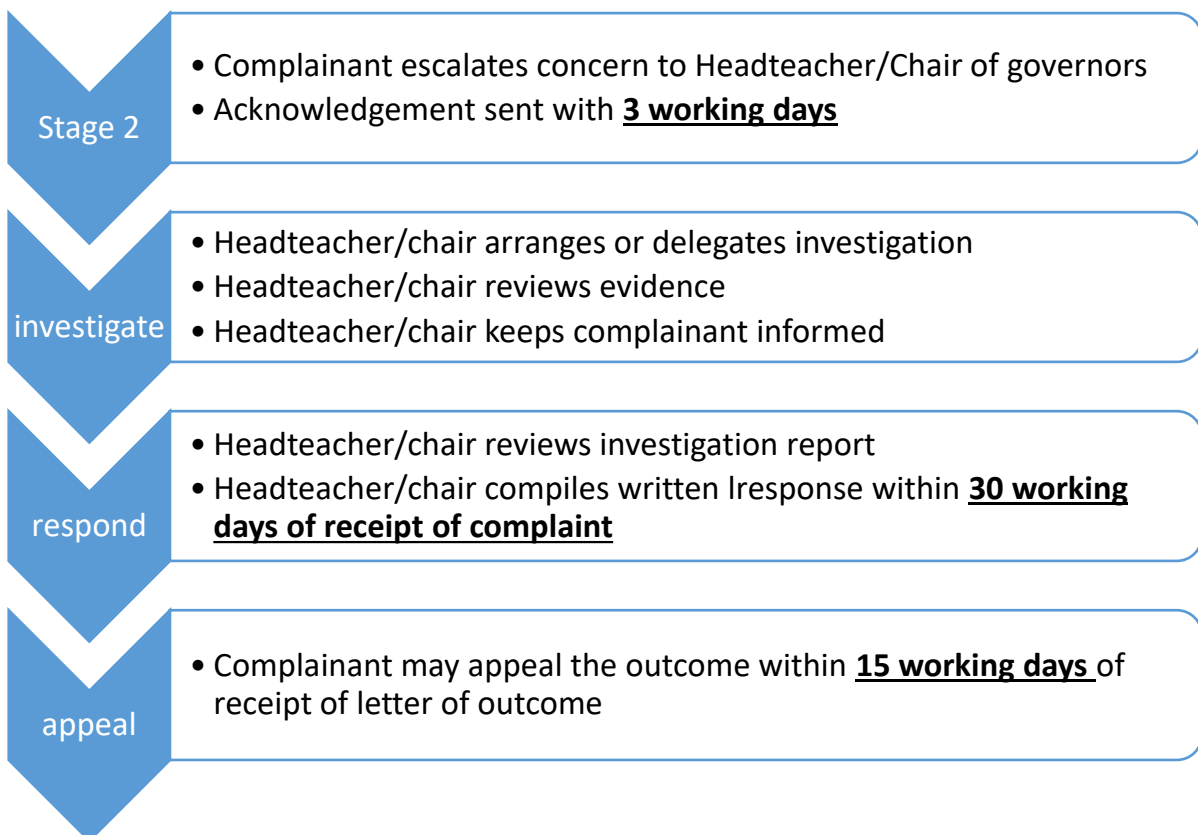 Stage 2
• Complainant escalates concern to Headteacher/Chair of governors
• Acknowledgement sent with 3 working days
investigate
• Headteacher/chair arranges or delegates investigation
• Headteacher/chair reviews evidence
• Headteacher/chair keeps complainant informed
respond
• Headteacher/chair reviews investigation report
• Headteacher/chair compiles written lresponse within 30 working
days of receipt of complaint
appeal
• Complainant may appeal the outcome within 15 working days of
receipt of letter of outcome